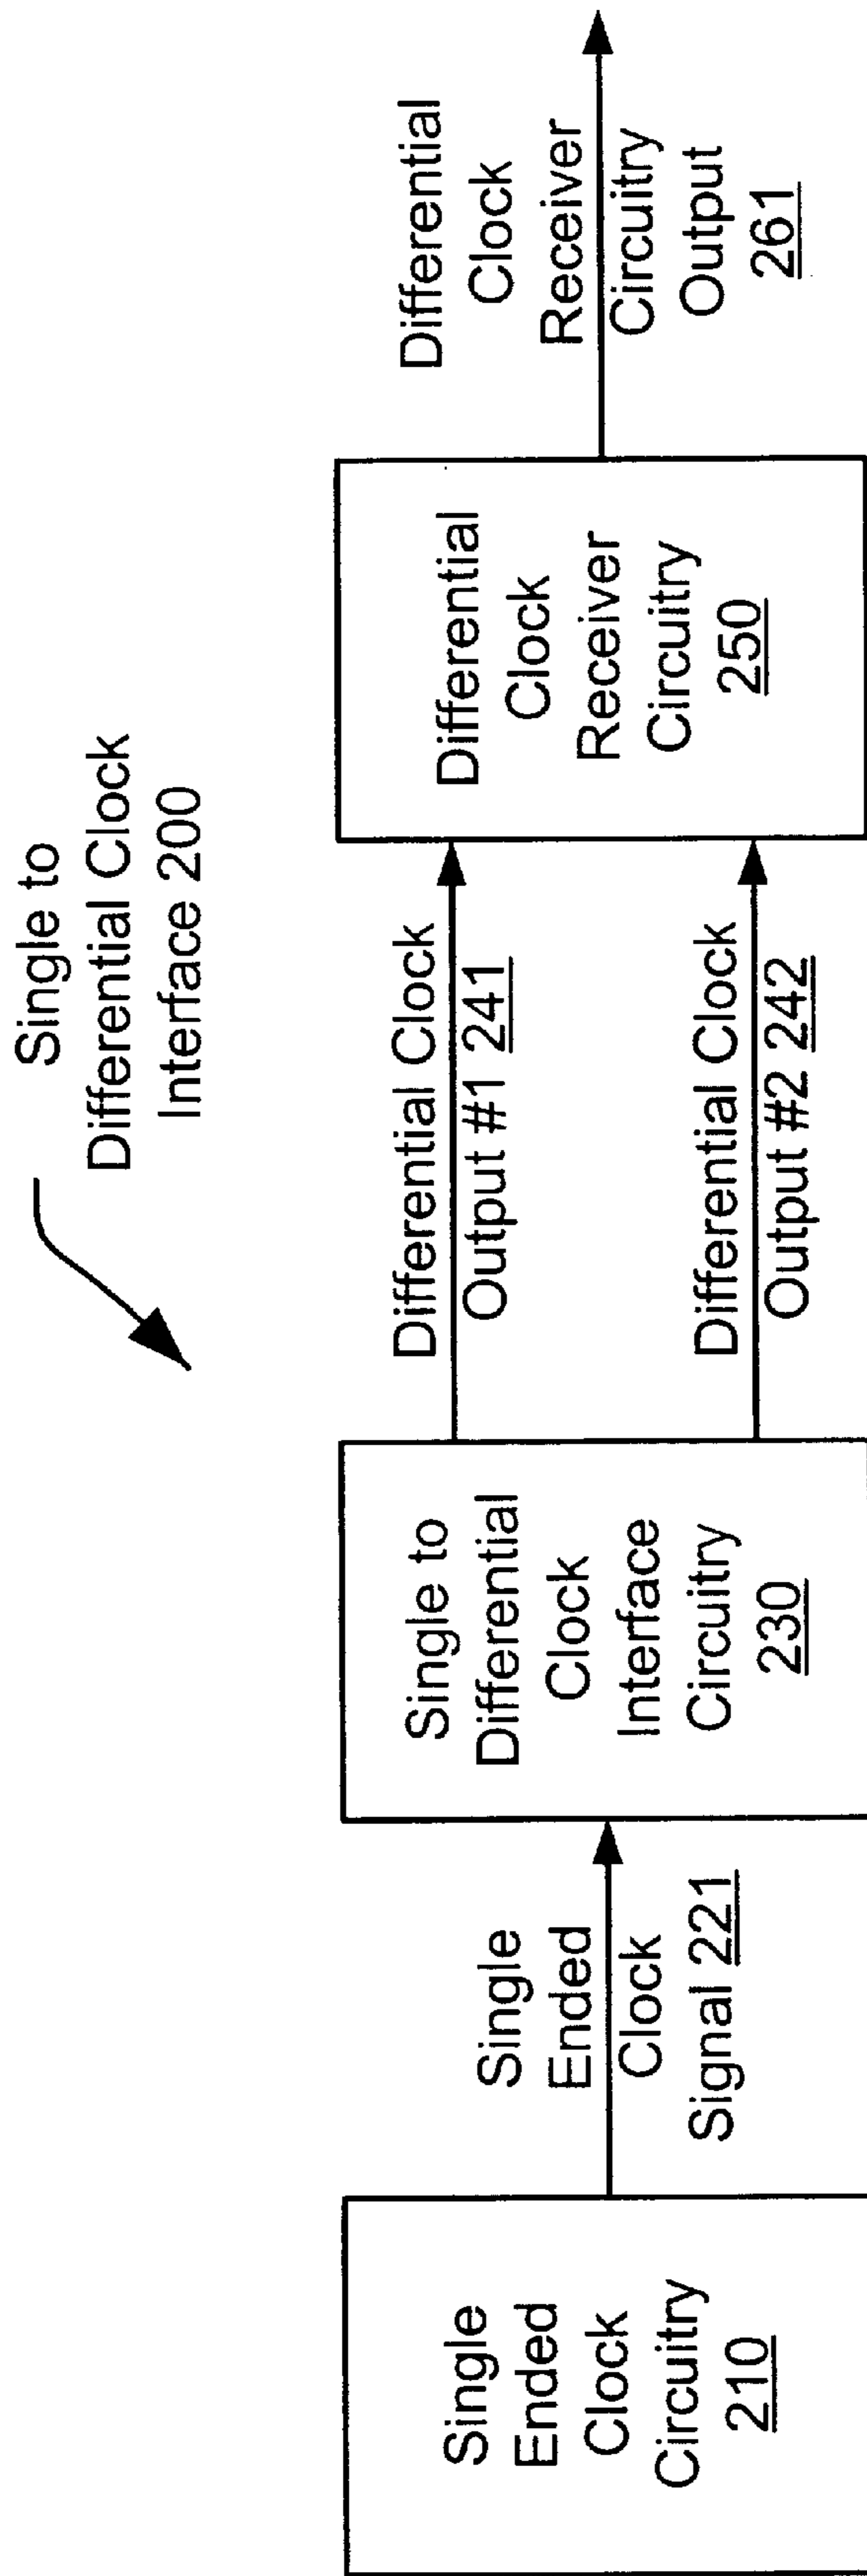 Single to
Differential Clock
Interface 200
Single
Ended
Clock
Circuitry
210
Single
Ended
Clock
Signal 221
Single to
Differential
Clock
Interface
Circuitry
230
Differential Clock
Output #1 241
Differential Clock
Output #2 242
Differential
Clock
Receiver
Circuitry
250
Differential
Clock
Receiver
Circuitry
Output
261